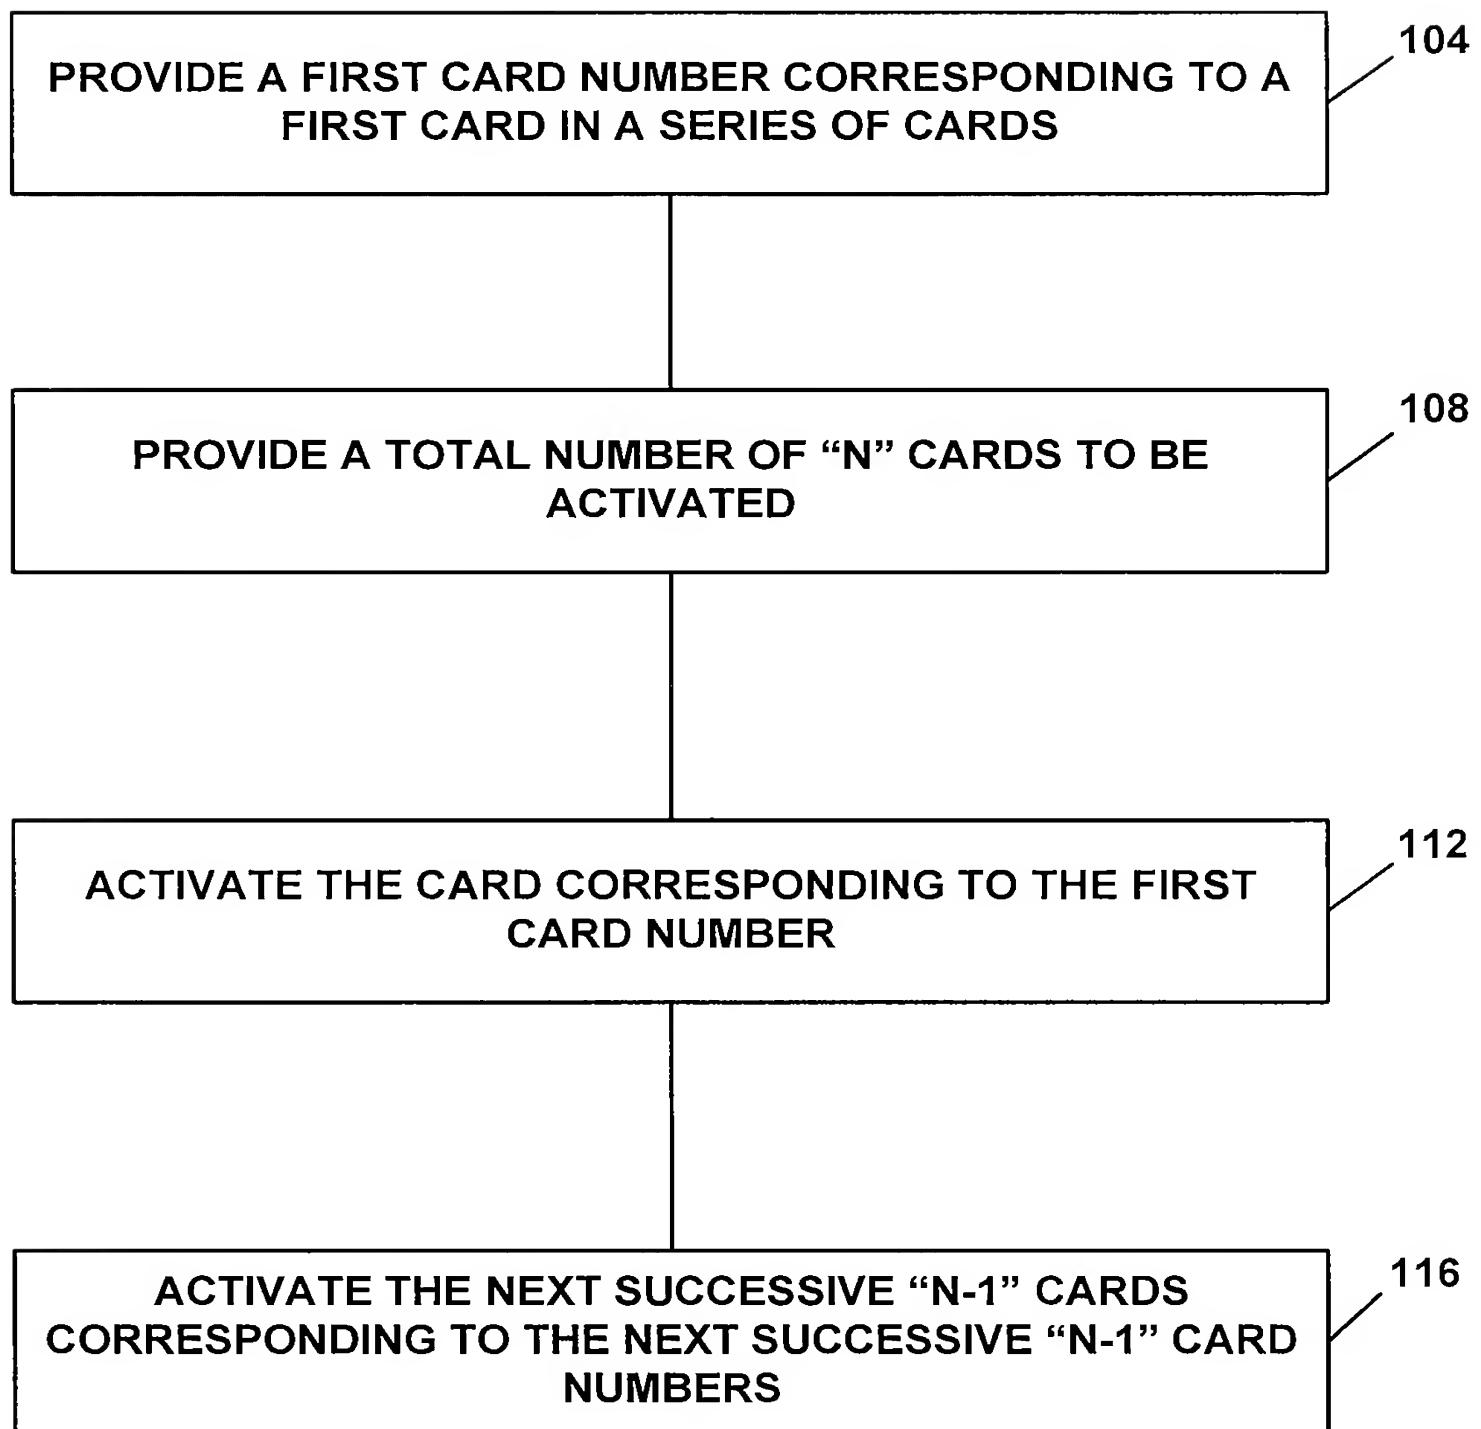 104
PROVIDE A FIRST CARD NUMBER CORRESPONDING TO A
FIRST CARD IN A SERIES OF CARDS
108
PROVIDE A TOTAL NUMBER OF “N” CARDS TO BE
ACTIVATED
112
ACTIVATE THE CARD CORRESPONDING TO THE FIRST
CARD NUMBER
116
ACTIVATE THE NEXT SUCCESSIVE “N-1” CARDS
CORRESPONDING TO THE NEXT SUCCESSIVE “N-1” CARD
NUMBERS